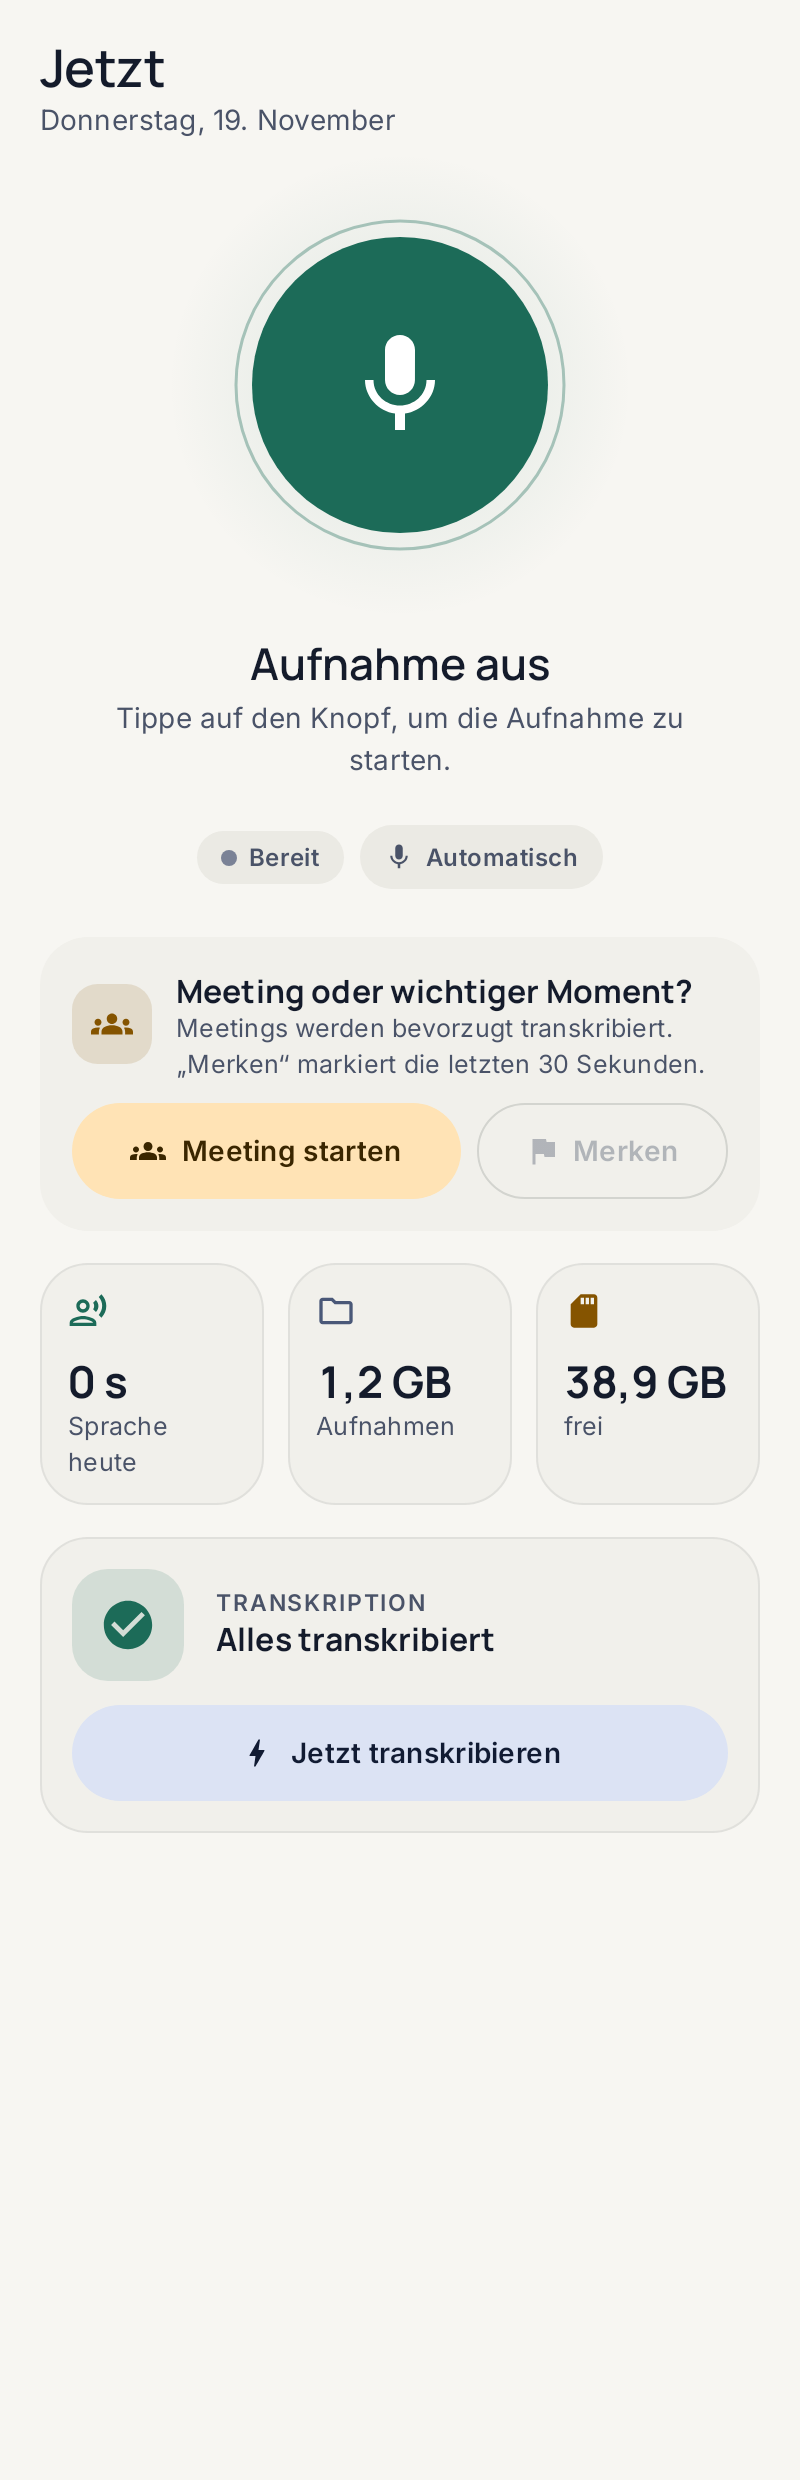 Jetzt
Donnerstag, 19. November
Aufnahme aus
Tippe auf den Knopf, um die Aufnahme zu
starten.
Bereit
Automatisch
Meeting oder wichtiger Moment?
Meetings werden bevorzugt transkribiert.
„Merken“ markiert die letzten 30 Sekunden.
Meeting starten
Merken
0 s
Sprache
heute
1,2 GB
Aufnahmen
38,9 GB
frei
TRANSKRIPTION
Alles transkribiert
Jetzt transkribieren